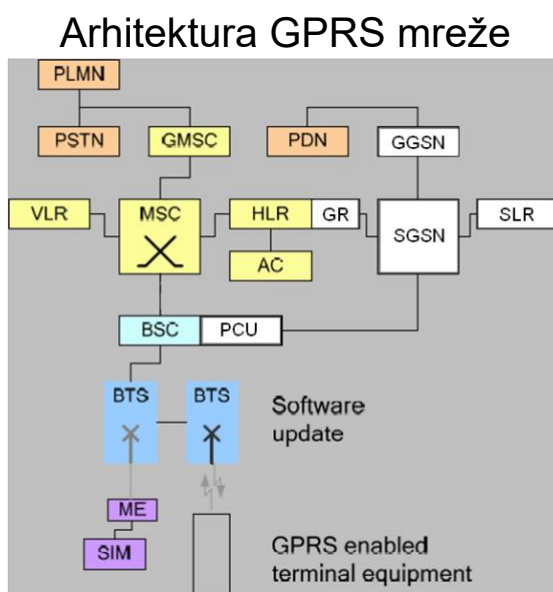 Arhitektura GPRS mreže
PLMN
PSTN
GMSC
PDN
GGSN
VLR
MSC
HLR
GR
SGSN
SLR
AC
BSC
PCU
BTS
BTS
Software
update
ME
SIM
GPRS enabled
terminal equipment